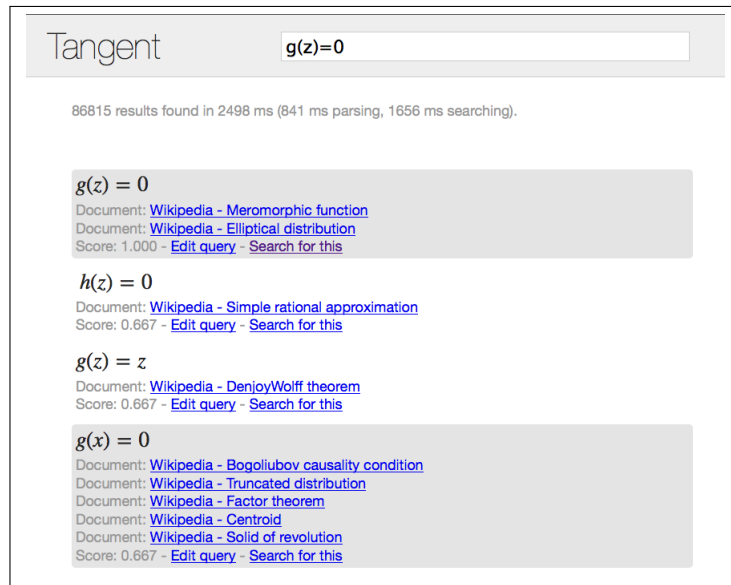 Tangent
g(z)=0
86815 results found in 2498 ms (841 ms parsing, 1656 ms searching).
g(z) = 0
Document: Wikipedia - Meromorphic function
Document: Wikipedia - Elliptical distribution
Score: 1.000 - Edit query - Search for this
h(z) = 0
Document: Wikipedia - Simple rational approximation
Score: 0.667 - Edit query - Search for this
g(z) = z
Document: Wikipedia - DenjoyWolff theorem
Score: 0.667 - Edit query - Search for this
g(x) = 0
Document: Wikipedia - Bogoliubov causality condition
Document: Wikipedia - Truncated distribution
Document: Wikipedia - Factor theorem
Document: Wikipedia - Centroid
Document: Wikipedia - Solid of revolution
Score: 0.667 - Edit query - Search for this